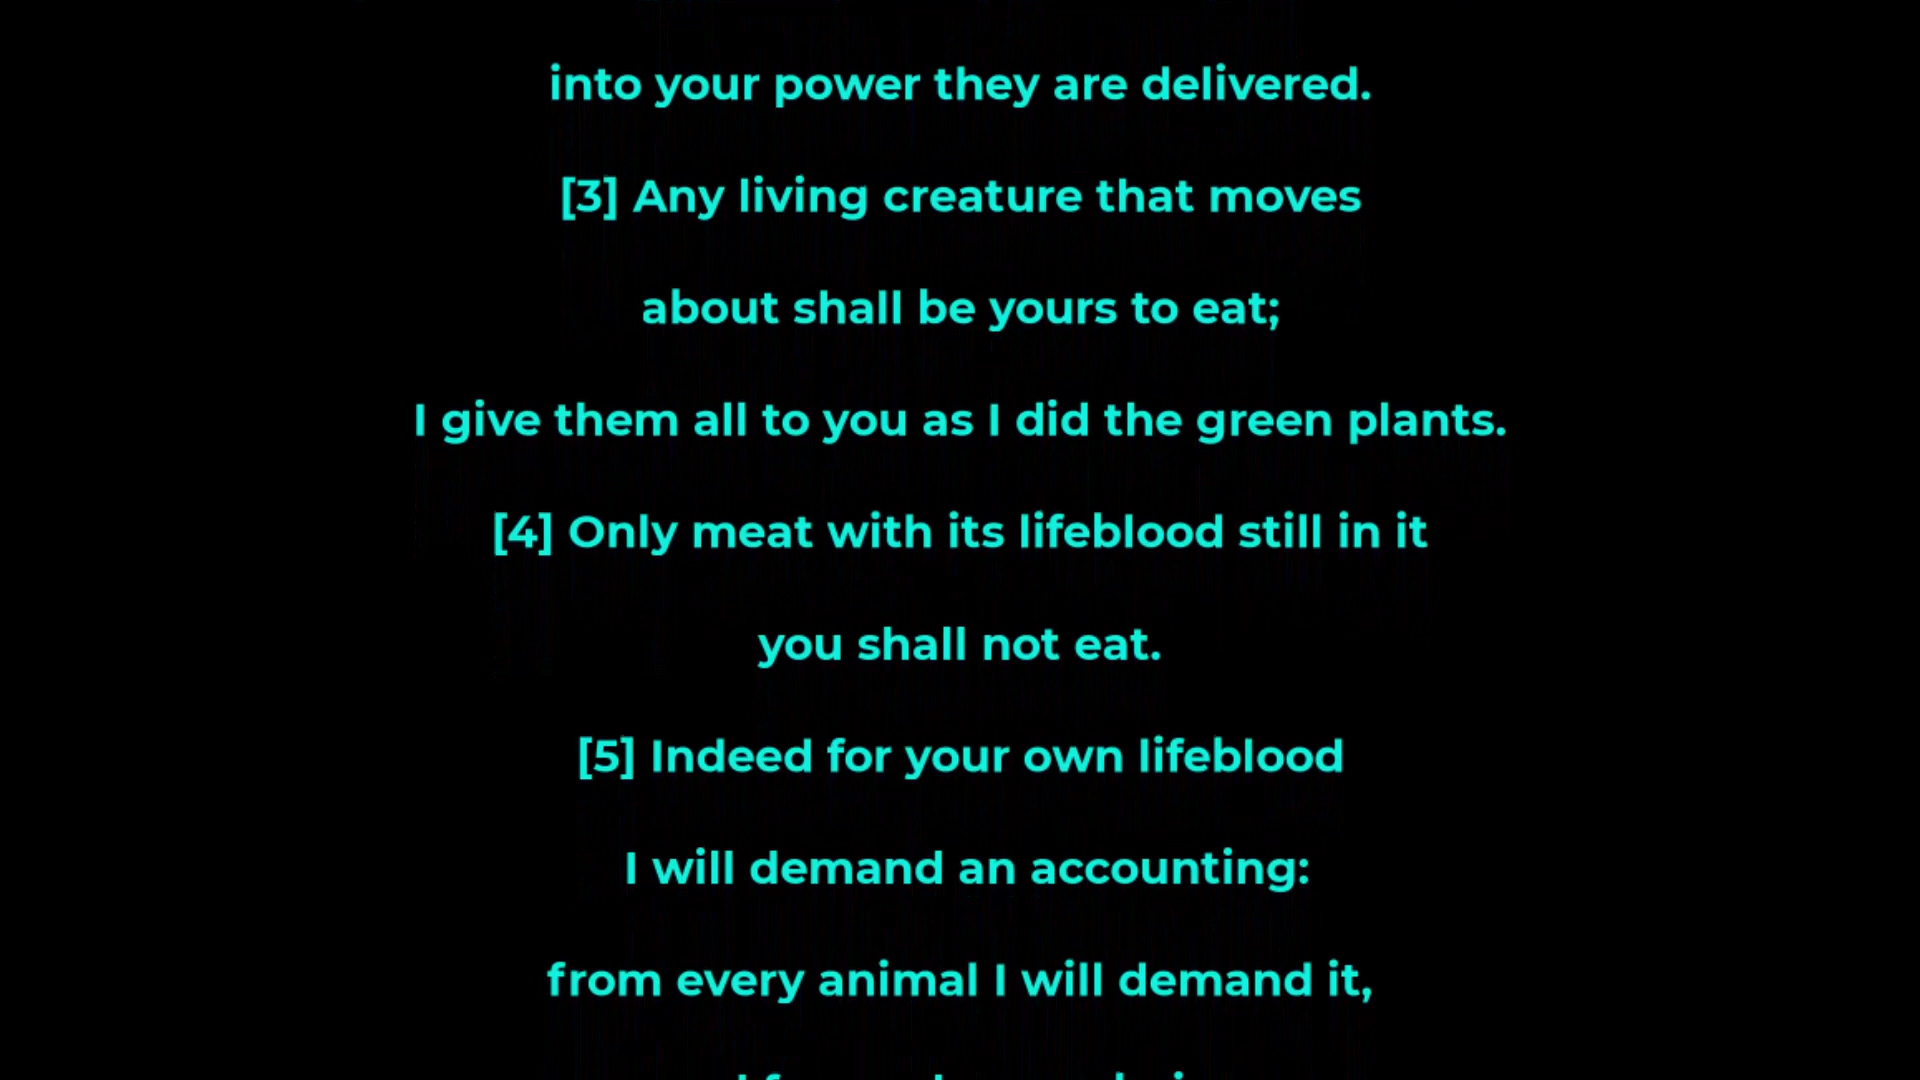 into your power they are delivered.
[3] Any living creature that moves
about shall be yours to eat;
I give them all to you as I did the green plants.
[4] Only meat with its lifeblood still in it
you shall not eat.
[5] Indeed for your own lifeblood
I will demand an accounting:
from every animal I will demand it,